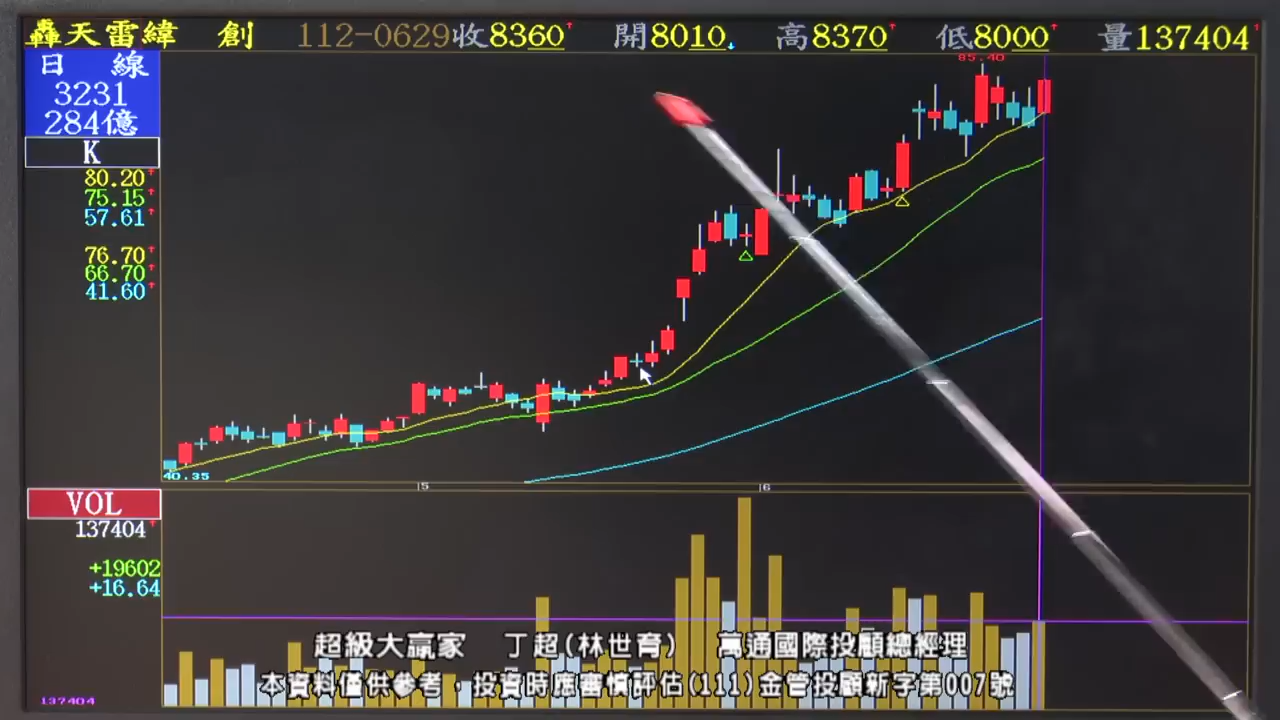 轟天雷緯 創 112-0629收8360↑ 開8010↓ 高8370↑ 低8000↑ 量137404↑
日 線
3231
284億
K
80.20↑
75.15↑
57.61↑
76.70↑
66.70↑
41.60↑
85.40
40.35
5 6
VOL
137404↑
+19602
+16.64
137404
超級大贏家 丁超(林世育) 萬通國際投顧總經理
本資料僅供參考，投資時應審慎評估(111)金管投顧新字第007號